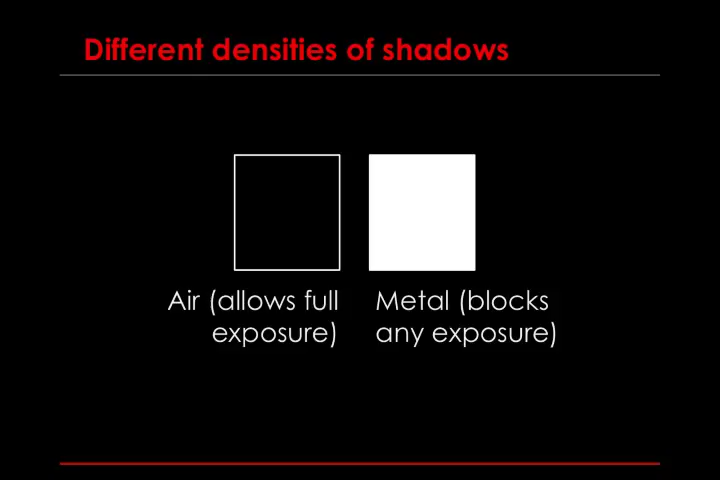 Different densities of shadows
Air (allows full
exposure)
Metal (blocks
any exposure)